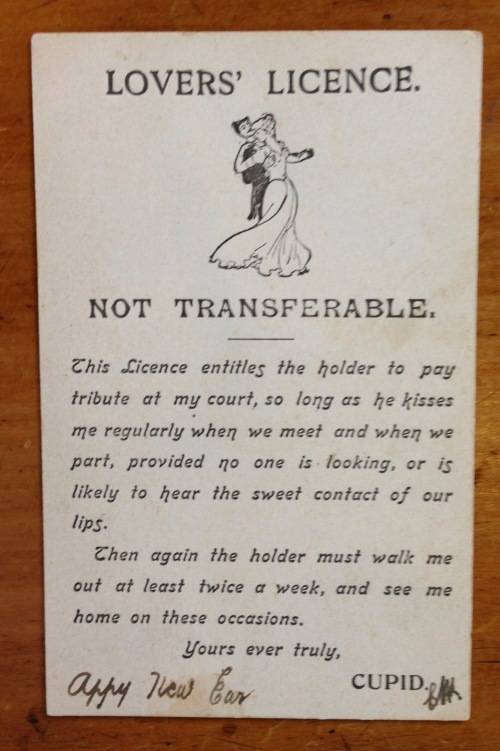 LOVERS' LICENCE.
NOT TRANSFERABLE.
This Licence entitles the holder to pay
tribute at my court, so long as he kisses
me regularly when we meet and when we
part, provided no one is looking, or is
likely to hear the sweet contact of our
lips.
Then again the holder must walk me
out at least twice a week, and see me
home on these occasions.
Yours ever truly,
CUPID.
Appy New Ear